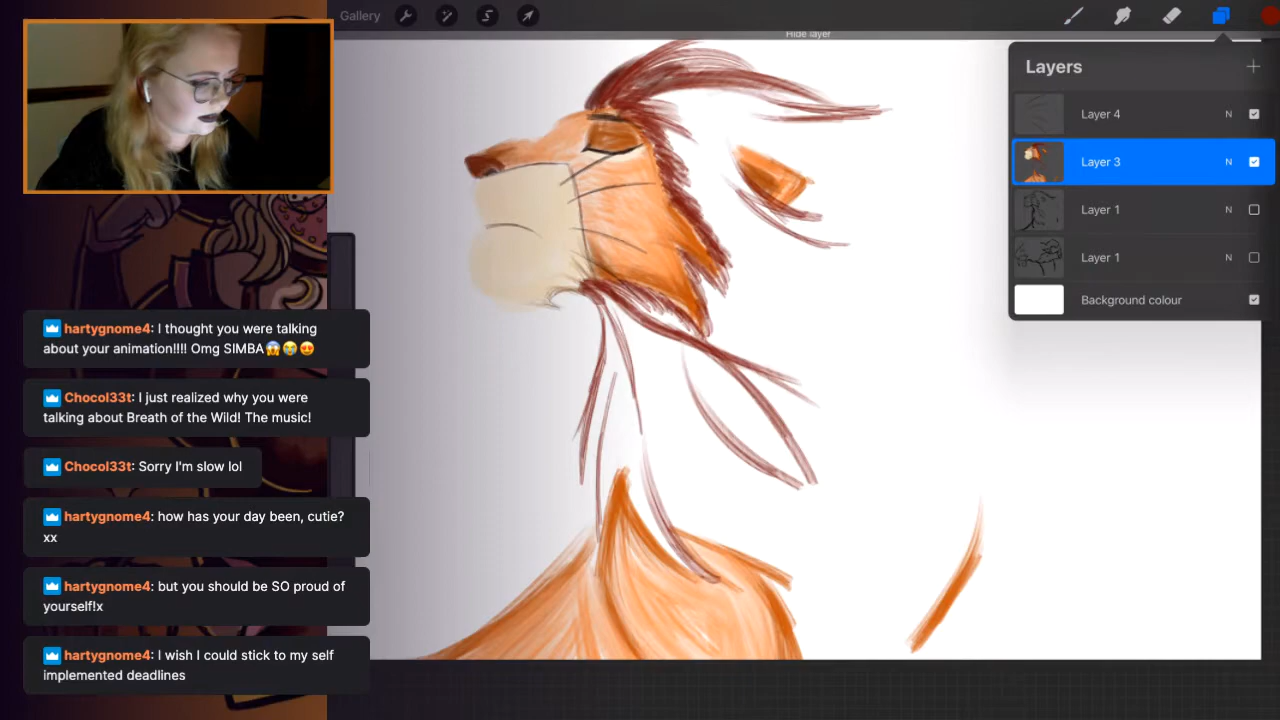 Gallery
Hide layer
Layers
Layer 4 N
Layer 3 N
Layer 1 N
Layer 1 N
Background colour
hartygnome4: I thought you were talking
about your animation!!!! Omg SIMBA😱😭😍
Chocol33t: I just realized why you were
talking about Breath of the Wild! The music!
Chocol33t: Sorry I'm slow lol
hartygnome4: how has your day been, cutie?
xx
hartygnome4: but you should be SO proud of
yourself!x
hartygnome4: I wish I could stick to my self
implemented deadlines